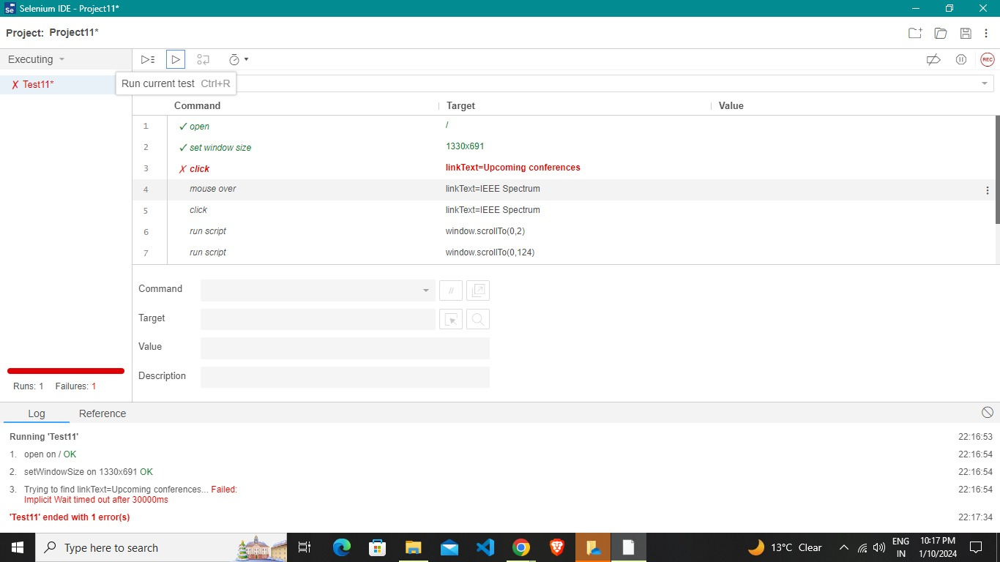 Selenium IDE - Project11*
Project: Project11*
Executing
REC
✗ Test11*
Run current test Ctrl+R
Command Target Value
1 ✓ open /
2 ✓ set window size 1330x691
3 ✗ click linkText=Upcoming conferences
4 mouse over linkText=IEEE Spectrum
5 click linkText=IEEE Spectrum
6 run script window.scrollTo(0,2)
7 run script window.scrollTo(0,124)
Command //
Target
Value
Description
Runs: 1 Failures: 1
Log Reference
Running 'Test11' 22:16:53
1. open on / OK 22:16:54
2. setWindowSize on 1330x691 OK 22:16:54
3. Trying to find linkText=Upcoming conferences... Failed: 22:16:54
Implicit Wait timed out after 30000ms
'Test11' ended with 1 error(s) 22:17:34
Type here to search
13°C Clear
ENG
IN
10:17 PM
1/10/2024